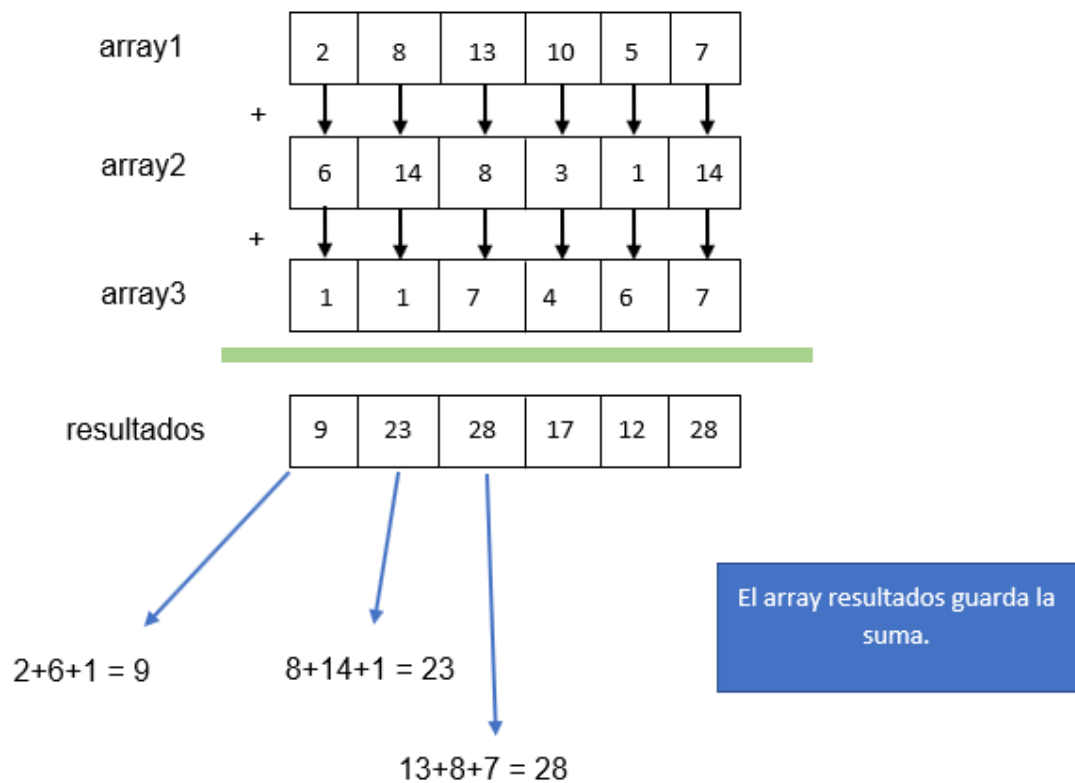 array1 2 8 13 10 5 7
+
array2 6 14 8 3 1 14
+
array3 1 1 7 4 6 7
resultados 9 23 28 17 12 28
El array resultados guarda la
suma.
2+6+1 = 9
8+14+1 = 23
13+8+7 = 28